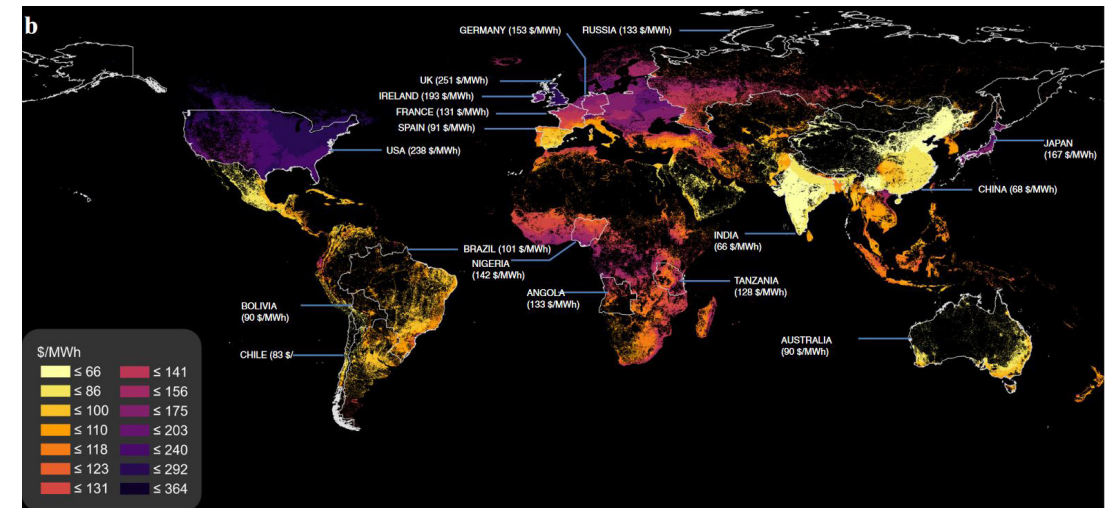 b
GERMANY (153 $/MWh)
RUSSIA (133 $/MWh)
UK (251 $/MWh)
IRELAND (193 $/MWh)
FRANCE (131 $/MWh)
SPAIN (91 $/MWh)
USA (238 $/MWh)
JAPAN
(167 $/MWh)
CHINA (68 $/MWh)
INDIA
(66 $/MWh)
BRAZIL (101 $/MWh)
NIGERIA
(142 $/MWh)
TANZANIA
(128 $/MWh)
ANGOLA
(133 $/MWh)
BOLIVIA
(90 $/MWh)
AUSTRALIA
(90 $/MWh)
CHILE (83 $/
$/MWh
≤ 66
≤ 86
≤ 100
≤ 110
≤ 118
≤ 123
≤ 131
≤ 141
≤ 156
≤ 175
≤ 203
≤ 240
≤ 292
≤ 364